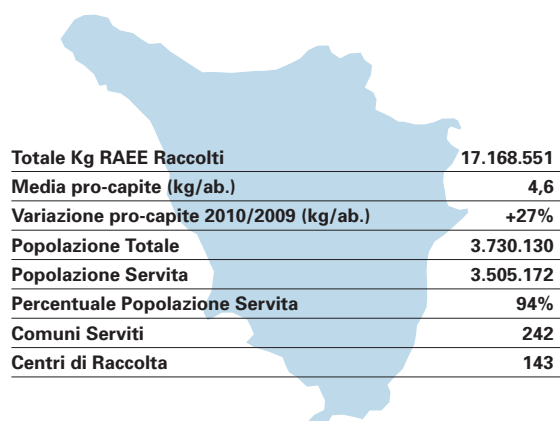 Totale Kg RAEE Raccolti 17.168.551
Media pro-capite (kg/ab.) 4,6
Variazione pro-capite 2010/2009 (kg/ab.) +27%
Popolazione Totale 3.730.130
Popolazione Servita 3.505.172
Percentuale Popolazione Servita 94%
Comuni Serviti 242
Centri di Raccolta 143